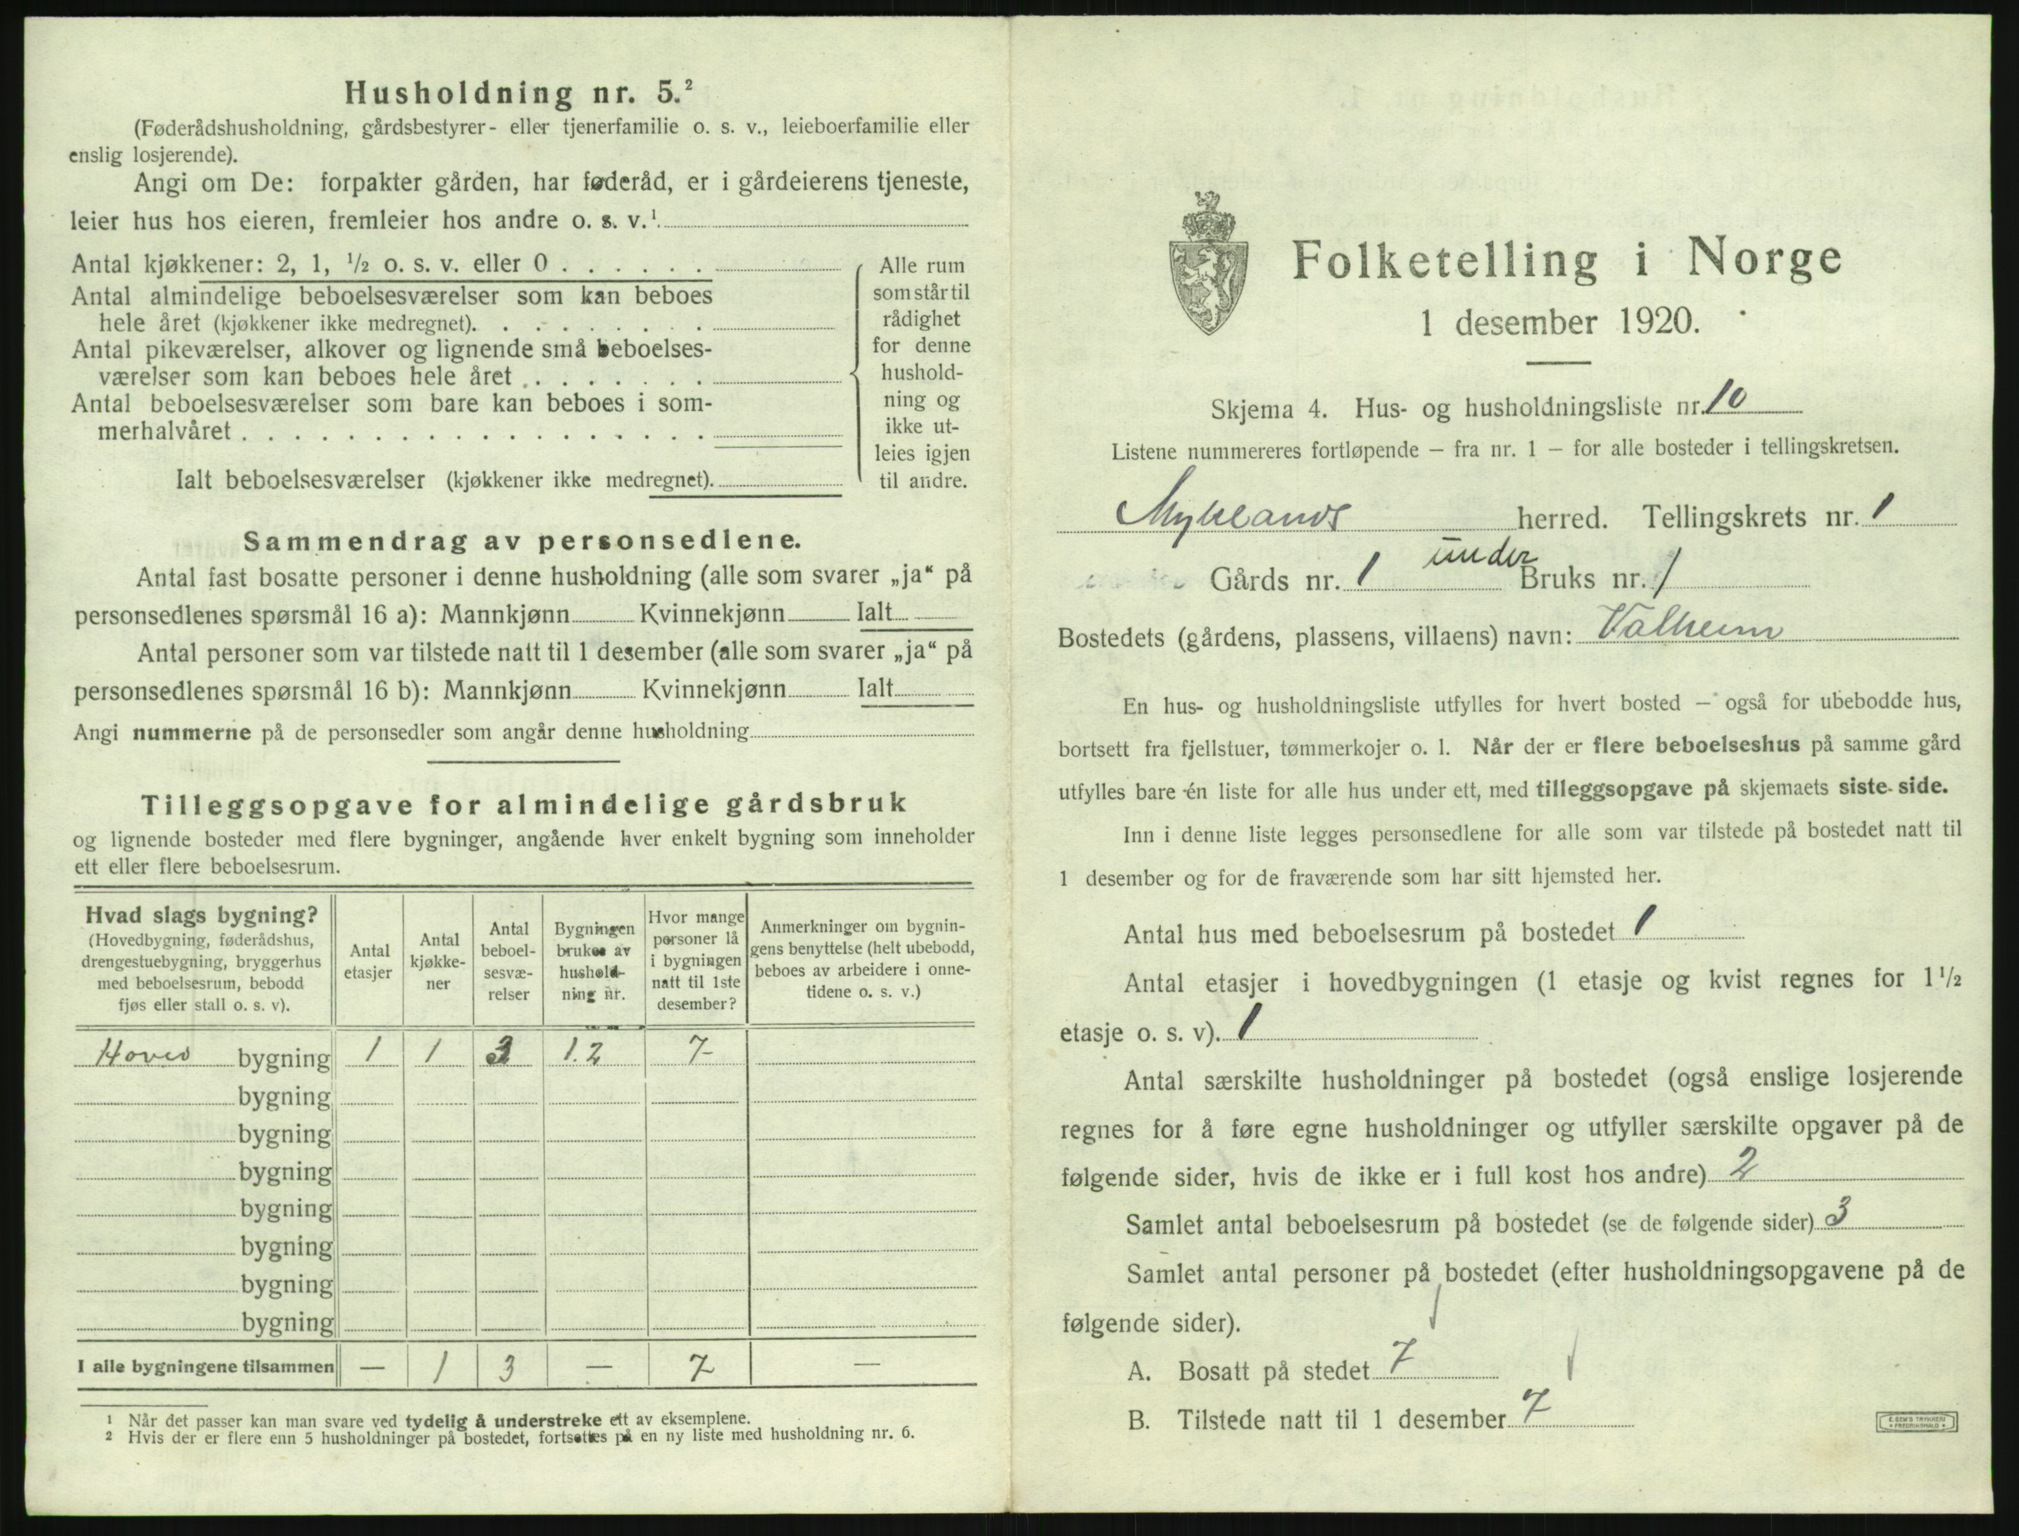 Husholdning nr. 5.²
(Føderådshusholdning, gårdsbestyrer- eller tjenerfamilie o. s. v., leieboerfamilie eller
enslig losjerende).
Angi om De: forpakter gården, har føderåd, er i gårdeierens tjeneste,
leier hus hos eieren, fremleier hos andre o. s. v.¹
Antal kjøkkener: 2, 1, ½ o. s. v. eller 0 . . . . . .
Antal almindelige beboelsesværelser som kan beboes
hele året (kjøkkener ikke medregnet). . . . . . . . .
Antal pikeværelser, alkover og lignende små beboelses-
værelser som kan beboes hele året . . . . . . .
Antal beboelsesværelser som bare kan beboes i som-
merhalvåret . . . . . . . . . . . . . . . . . .
Ialt beboelsesværelser (kjøkkener ikke medregnet).
Alle rum
som står til
rådighet
for denne
hushold-
ning og
ikke ut-
leies igjen
til andre.
Sammendrag av personsedlene.
Antal fast bosatte personer i denne husholdning (alle som svarer „ja“ på
personsedlenes spørsmål 16 a): Mannkjønn Kvinnekjønn Ialt
Antal personer som var tilstede natt til 1 desember (alle som svarer „ja“ på
personsedlenes spørsmål 16 b): Mannkjønn Kvinnekjønn Ialt
Angi nummerne på de personsedler som angår denne husholdning
Tilleggsopgave for almindelige gårdsbruk
og lignende bosteder med flere bygninger, angående hver enkelt bygning som inneholder
ett eller flere beboelsesrum.
Hvad slags bygning?
(Hovedbygning, føderådshus,
drengestuebygning, bryggerhus
med beboelsesrum, bebodd
fjøs eller stall o. s. v).
Antal
etasjer
Antal
kjøkke-
ner
Antal
beboel-
sesvæ-
relser
Bygningen
brukes av
hushold-
ning nr.
Hvor mange
personer lå
i bygningen
natt til 1ste
desember?
Anmerkninger om bygnin-
gens benyttelse (helt ubebodd,
beboes av arbeidere i onne-
tidene o. s. v.)
Hoved bygning 1 1 3 1.2 7
bygning
bygning
bygning
bygning
bygning
bygning
bygning
I alle bygningene tilsammen — 1 3 — 7 —
¹ Når det passer kan man svare ved tydelig å understreke ett av eksemplene.
² Hvis der er flere enn 5 husholdninger på bostedet, fortsettes på en ny liste med husholdning nr. 6.
Folketelling i Norge
1 desember 1920.
Skjema 4. Hus- og husholdningsliste nr. 10
Listene nummereres fortløpende — fra nr. 1 — for alle bosteder i tellingskretsen.
Myklands herred. Tellingskrets nr. 1
under
Gårds nr. 1 Bruks nr. 1
Bostedets (gårdens, plassens, villaens) navn: Valheim
En hus- og husholdningsliste utfylles for hvert bosted — også for ubebodde hus,
bortsett fra fjellstuer, tømmerkojer o. l. Når der er flere beboelseshus på samme gård
utfylles bare én liste for alle hus under ett, med tilleggsopgave på skjemaets siste side.
Inn i denne liste legges personsedlene for alle som var tilstede på bostedet natt til
1 desember og for de fraværende som har sitt hjemsted her.
Antal hus med beboelsesrum på bostedet 1
Antal etasjer i hovedbygningen (1 etasje og kvist regnes for 1½
etasje o. s. v). 1
Antal særskilte husholdninger på bostedet (også enslige losjerende
regnes for å føre egne husholdninger og utfyller særskilte opgaver på de
følgende sider, hvis de ikke er i full kost hos andre) 2
Samlet antal beboelsesrum på bostedet (se de følgende sider) 3
Samlet antal personer på bostedet (efter husholdningsopgavene på de
følgende sider).
A. Bosatt på stedet 7
B. Tilstede natt til 1 desember 7
E. SEM'S TRYKKERI
FREDRIKSHALD